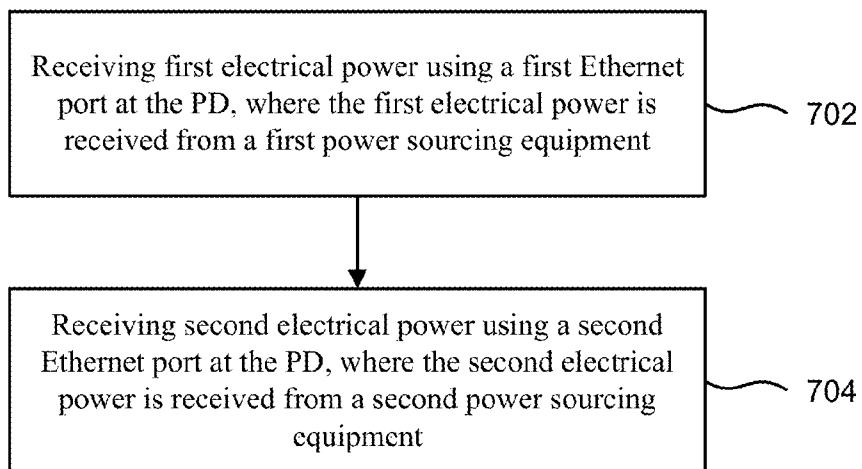 Receiving first electrical power using a first Ethernet
port at the PD, where the first electrical power is
received from a first power sourcing equipment
702
Receiving second electrical power using a second
Ethernet port at the PD, where the second electrical
power is received from a second power sourcing
equipment
704